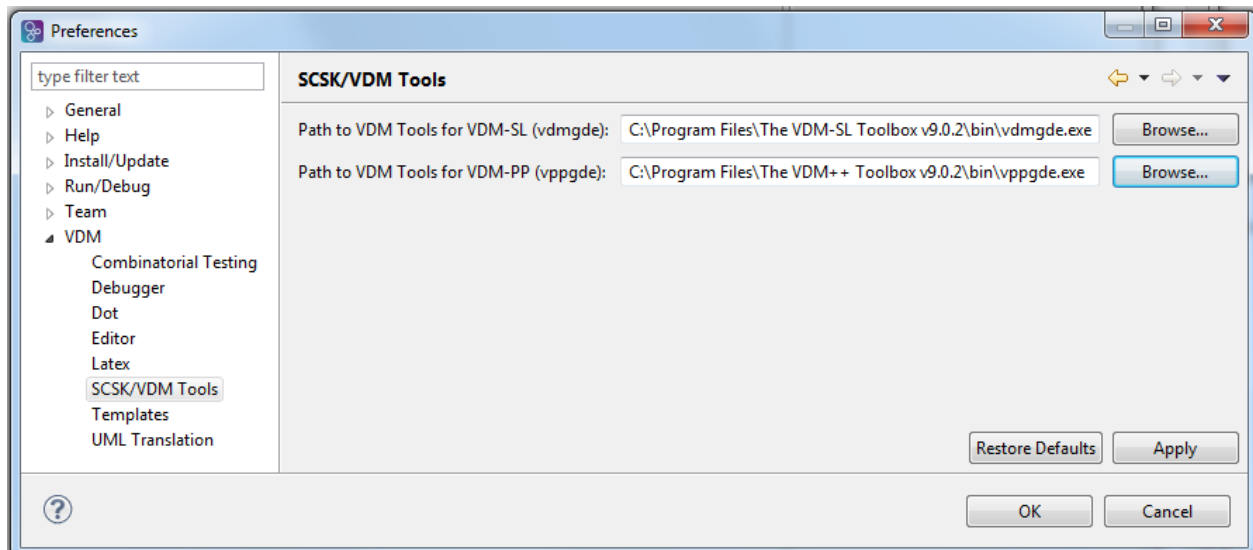 Preferences
type filter text
General
Help
Install/Update
Run/Debug
Team
VDM
Combinatorial Testing
Debugger
Dot
Editor
Latex
SCSK/VDM Tools
Templates
UML Translation
SCSK/VDM Tools
Path to VDM Tools for VDM-SL (vdmgde): C:\Program Files\The VDM-SL Toolbox v9.0.2\bin\vdmgde.exe Browse...
Path to VDM Tools for VDM-PP (vppgde): C:\Program Files\The VDM++ Toolbox v9.0.2\bin\vppgde.exe Browse...
Restore Defaults Apply
? OK Cancel